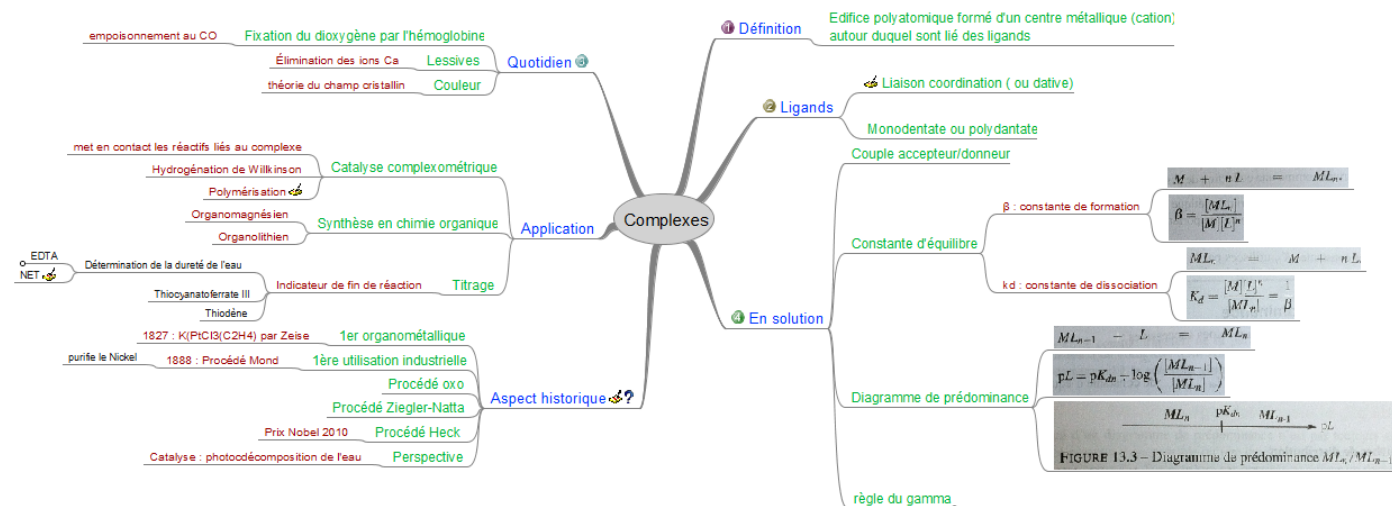 Complexes
1 Définition
Edifice polyatomique formé d'un centre métallique (cation)
autour duquel sont lié des ligands
2 Ligands
Liaison coordination ( ou dative)
Monodentate ou polydantate
4 En solution
Couple accepteur/donneur
Constante d'équilibre
β : constante de formation
M + n L = MLₙ
β = [MLₙ] / [M][L]ⁿ
kd : constante de dissociation
MLₙ = M + n L
K_d = [M][L]ⁿ / [MLₙ] = 1 / β
Diagramme de prédominance
MLₙ₋₁ L = MLₙ
pL = pK_dn + log ([MLₙ₋₁] / [MLₙ])
MLₙ pK_dn MLₙ₋₁ pL
FIGURE 13.3 – Diagramme de prédominance MLₙ/MLₙ₋₁
règle du gamma
Quotidien
Fixation du dioxygène par l'hémoglobine
empoisonnement au CO
Lessives
Élimination des ions Ca
Couleur
théorie du champ cristallin
Application
Catalyse complexométrique
met en contact les réactifs liés au complexe
Hydrogénation de Willkinson
Polymérisation
Synthèse en chimie organique
Organomagnésien
Organolithien
Titrage
Indicateur de fin de réaction
Détermination de la dureté de l'eau
EDTA
NET
Thiocyanatoferrate III
Thiodène
Aspect historique ?
1er organométallique
1827 : K(PtCl3(C2H4) par Zeise
1ère utilisation industrielle
1888 : Procédé Mond
purifie le Nickel
Procédé oxo
Procédé Ziegler-Natta
Procédé Heck
Prix Nobel 2010
Perspective
Catalyse : photodécomposition de l'eau